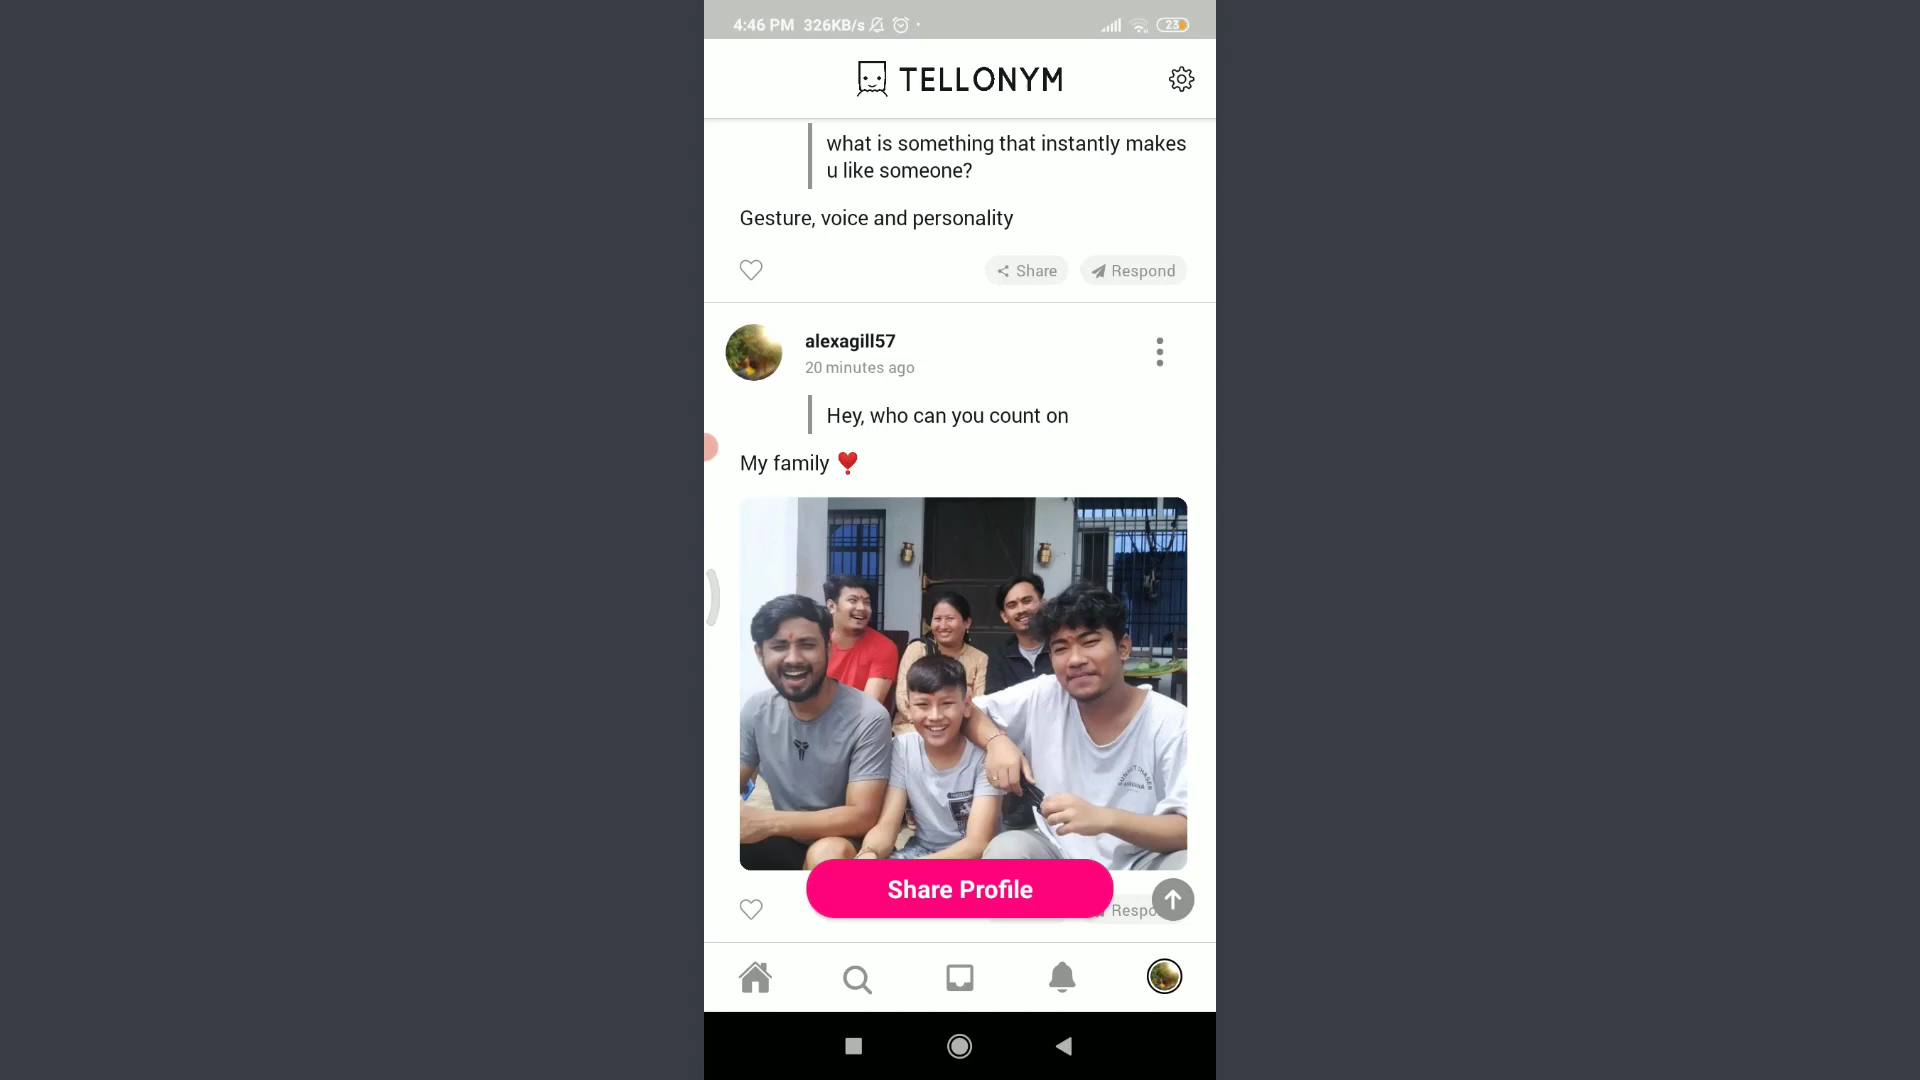 4:46 PM 326KB/s
23
TELLONYM
what is something that instantly makes
u like someone?
Gesture, voice and personality
Share
Respond
alexagill57
20 minutes ago
Hey, who can you count on
My family
Share Profile
Respo